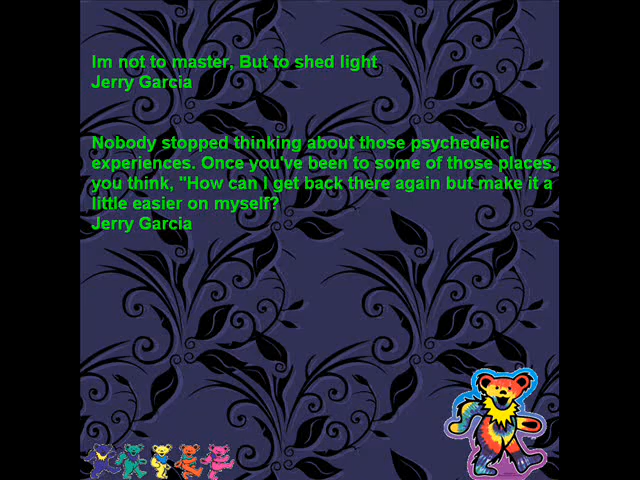 Im not to master, But to shed light
Jerry Garcia
Nobody stopped thinking about those psychedelic
experiences. Once you've been to some of those places,
you think, "How can I get back there again but make it a
little easier on myself?
Jerry Garcia